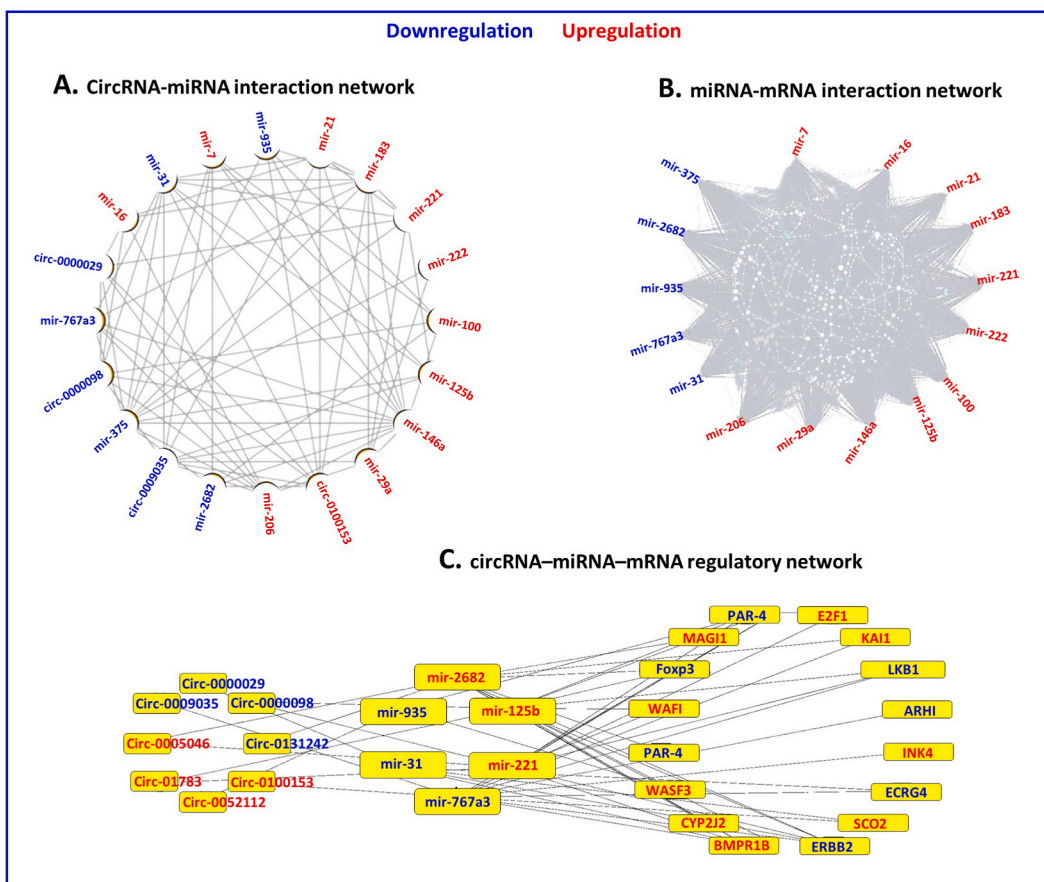 Downregulation Upregulation
A. CircRNA-miRNA interaction network
mir-935
mir-21
mir-7
mir-183
mir-31
mir-221
mir-16
mir-222
circ-0000029
mir-100
mir-767a3
mir-125b
circ-0000098
mir-146a
mir-375
mir-29a
circ-0009035
circ-0100153
mir-2682
mir-206
B. miRNA-mRNA interaction network
mir-7
mir-16
mir-375
mir-21
mir-2682
mir-183
mir-935
mir-221
mir-767a3
mir-222
mir-31
mir-100
mir-206
mir-125b
mir-29a
mir-146a
C. circRNA–miRNA–mRNA regulatory network
Circ-0000029
Circ-0009035
Circ-0000098
Circ-0005046
Circ-0131242
Circ-01783
Circ-0100153
Circ-0052112
mir-2682
mir-935
mir-125b
mir-31
mir-221
mir-767a3
PAR-4
E2F1
MAGI1
KAI1
Foxp3
LKB1
WAFI
ARHI
PAR-4
INK4
WASF3
ECRG4
CYP2J2
SCO2
BMPR1B
ERBB2